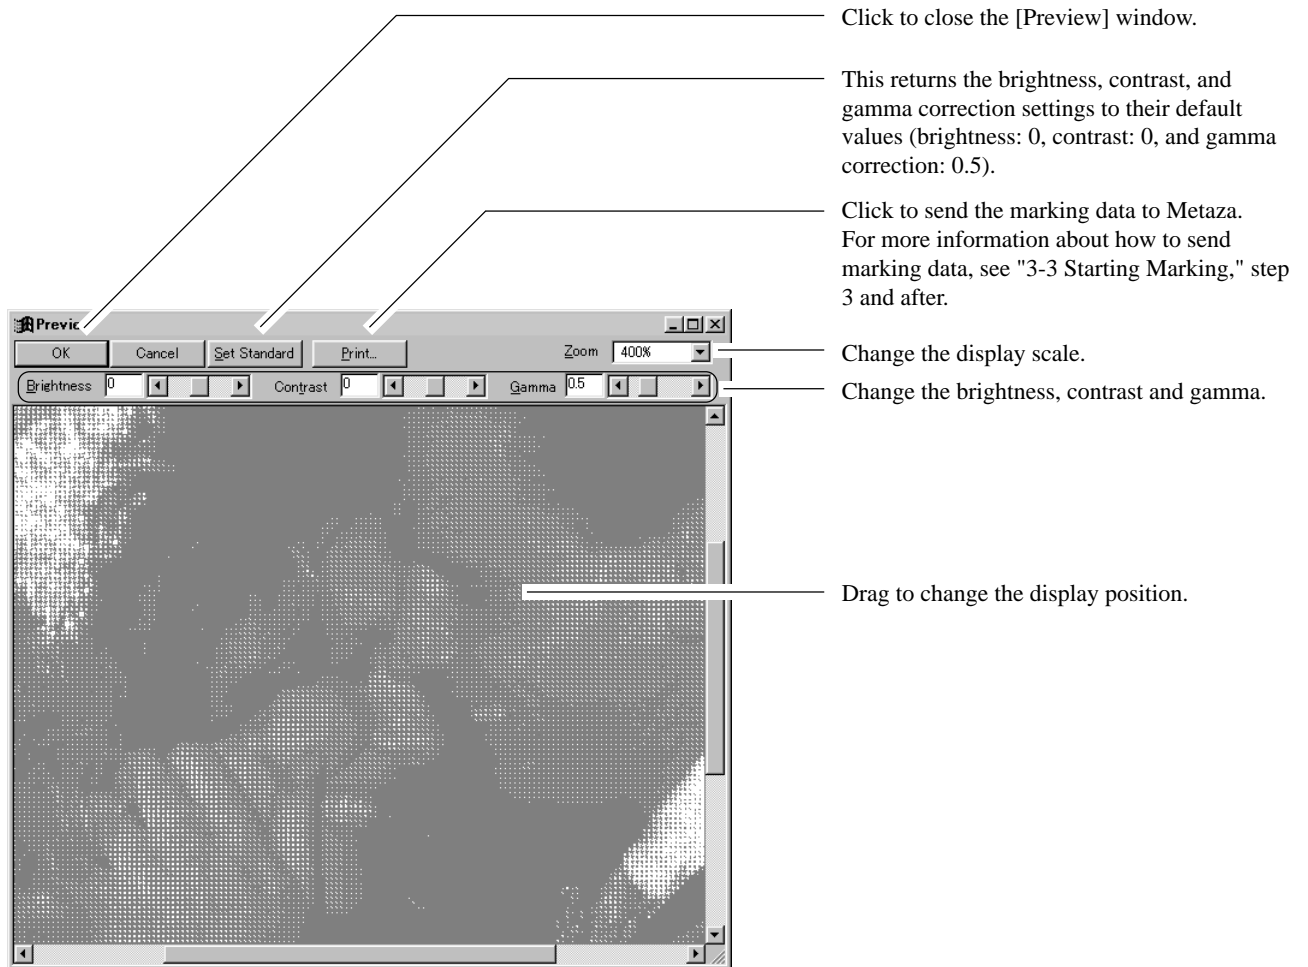 Click to close the [Preview] window.
This returns the brightness, contrast, and
gamma correction settings to their default
values (brightness: 0, contrast: 0, and gamma
correction: 0.5).
Click to send the marking data to Metaza.
For more information about how to send
marking data, see "3-3 Starting Marking," step
3 and after.
Previe
OK Cancel Set Standard Print... Zoom 400%
Change the display scale.
Brightness 0 Contrast 0 Gamma 0.5
Change the brightness, contrast and gamma.
Drag to change the display position.